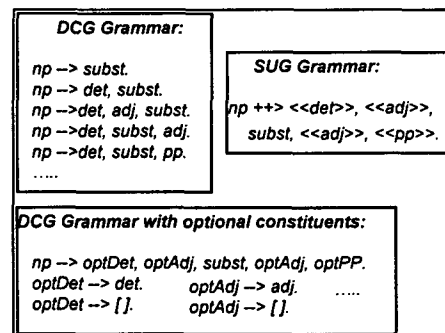 DCG Grammar:
np --> subst.
np --> det, subst.
np -->det, adj, subst.
np -->det, subst, adj.
np -->det, subst, pp.
.....
SUG Grammar:
np ++> <<det>>, <<adj>>,
subst, <<adj>>, <<pp>>.
DCG Grammar with optional constituents:
np --> optDet, optAdj, subst, optAdj, optPP.
optDet --> det. optAdj --> adj. .....
optDet --> [ ]. optAdj --> [ ].